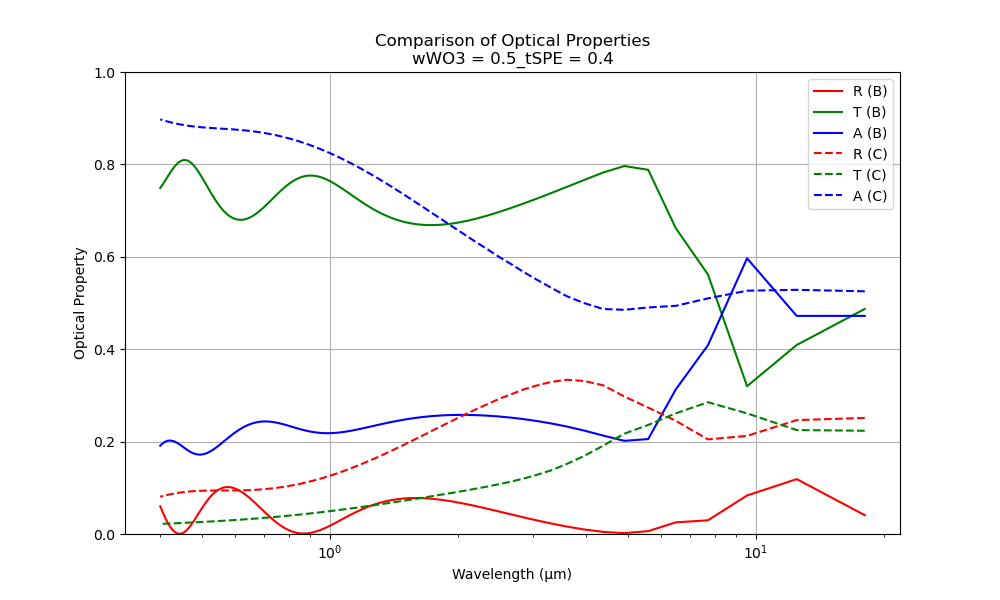 Comparison of Optical Properties
wWO3 = 0.5_tSPE = 0.4
1.0
0.8
0.6
0.4
0.2
0.0
Optical Property
R (B)
T (B)
A (B)
R (C)
T (C)
A (C)
10⁰
10¹
Wavelength (μm)